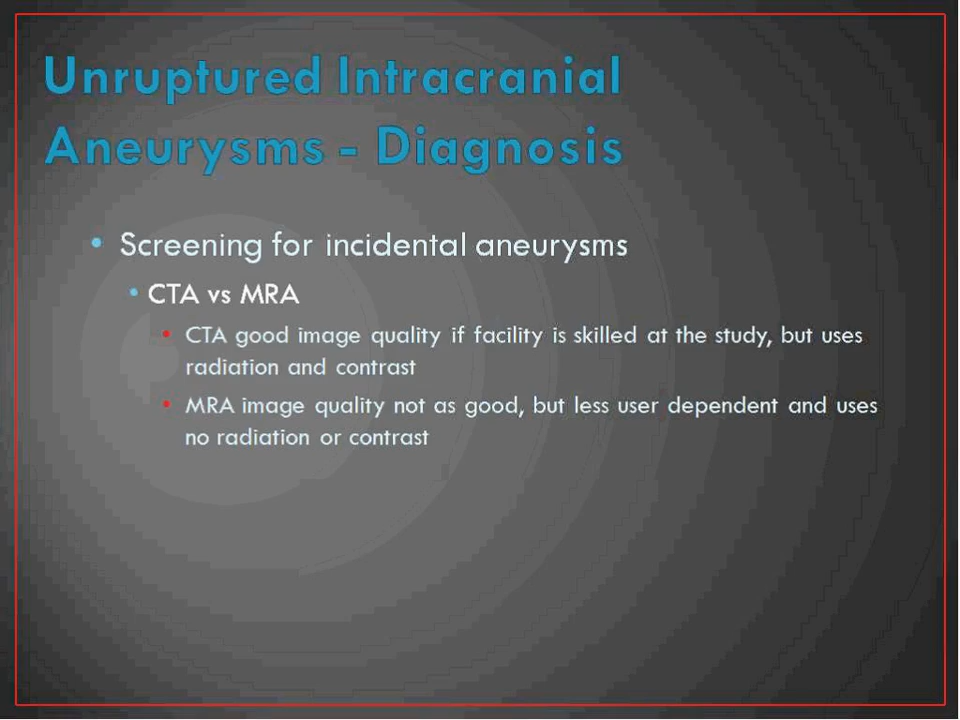 Unruptured Intracranial
Aneurysms - Diagnosis
• Screening for incidental aneurysms
• CTA vs MRA
• CTA good image quality if facility is skilled at the study, but uses
radiation and contrast
• MRA image quality not as good, but less user dependent and uses
no radiation or contrast